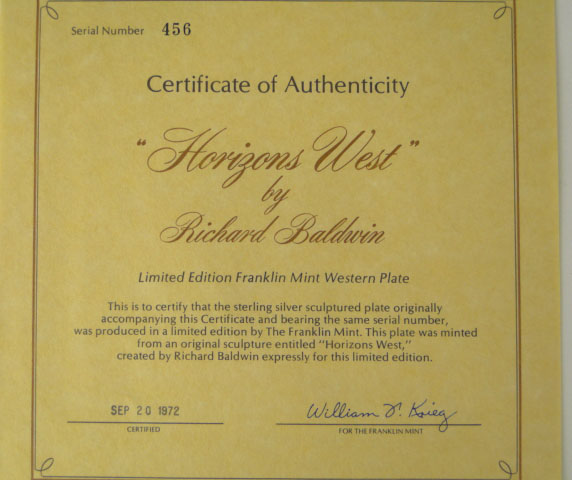 Serial Number 456
Certificate of Authenticity
"Horizons West"
by
Richard Baldwin
Limited Edition Franklin Mint Western Plate
This is to certify that the sterling silver sculptured plate originally
accompanying this Certificate and bearing the same serial number,
was produced in a limited edition by The Franklin Mint. This plate was minted
from an original sculpture entitled "Horizons West,"
created by Richard Baldwin expressly for this limited edition.
SEP 20 1972 William T. Krieg
CERTIFIED FOR THE FRANKLIN MINT